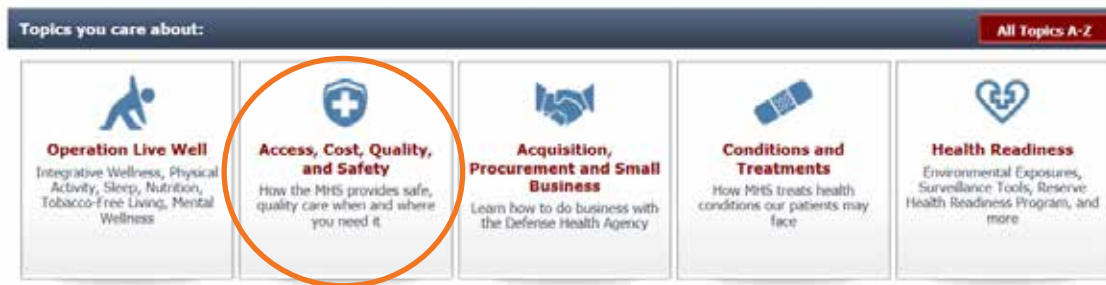 Topics you care about:
All Topics A-Z
Operation Live Well
Integrative Wellness, Physical
Activity, Sleep, Nutrition,
Tobacco-Free Living, Mental
Wellness
Access, Cost, Quality,
and Safety
How the MHS provides safe,
quality care when and where
you need it
Acquisition,
Procurement and Small
Business
Learn how to do business with
the Defense Health Agency
Conditions and
Treatments
How MHS treats health
conditions our patients may
face
Health Readiness
Environmental Exposures,
Surveillance Tools, Reserve
Health Readiness Program, and
more